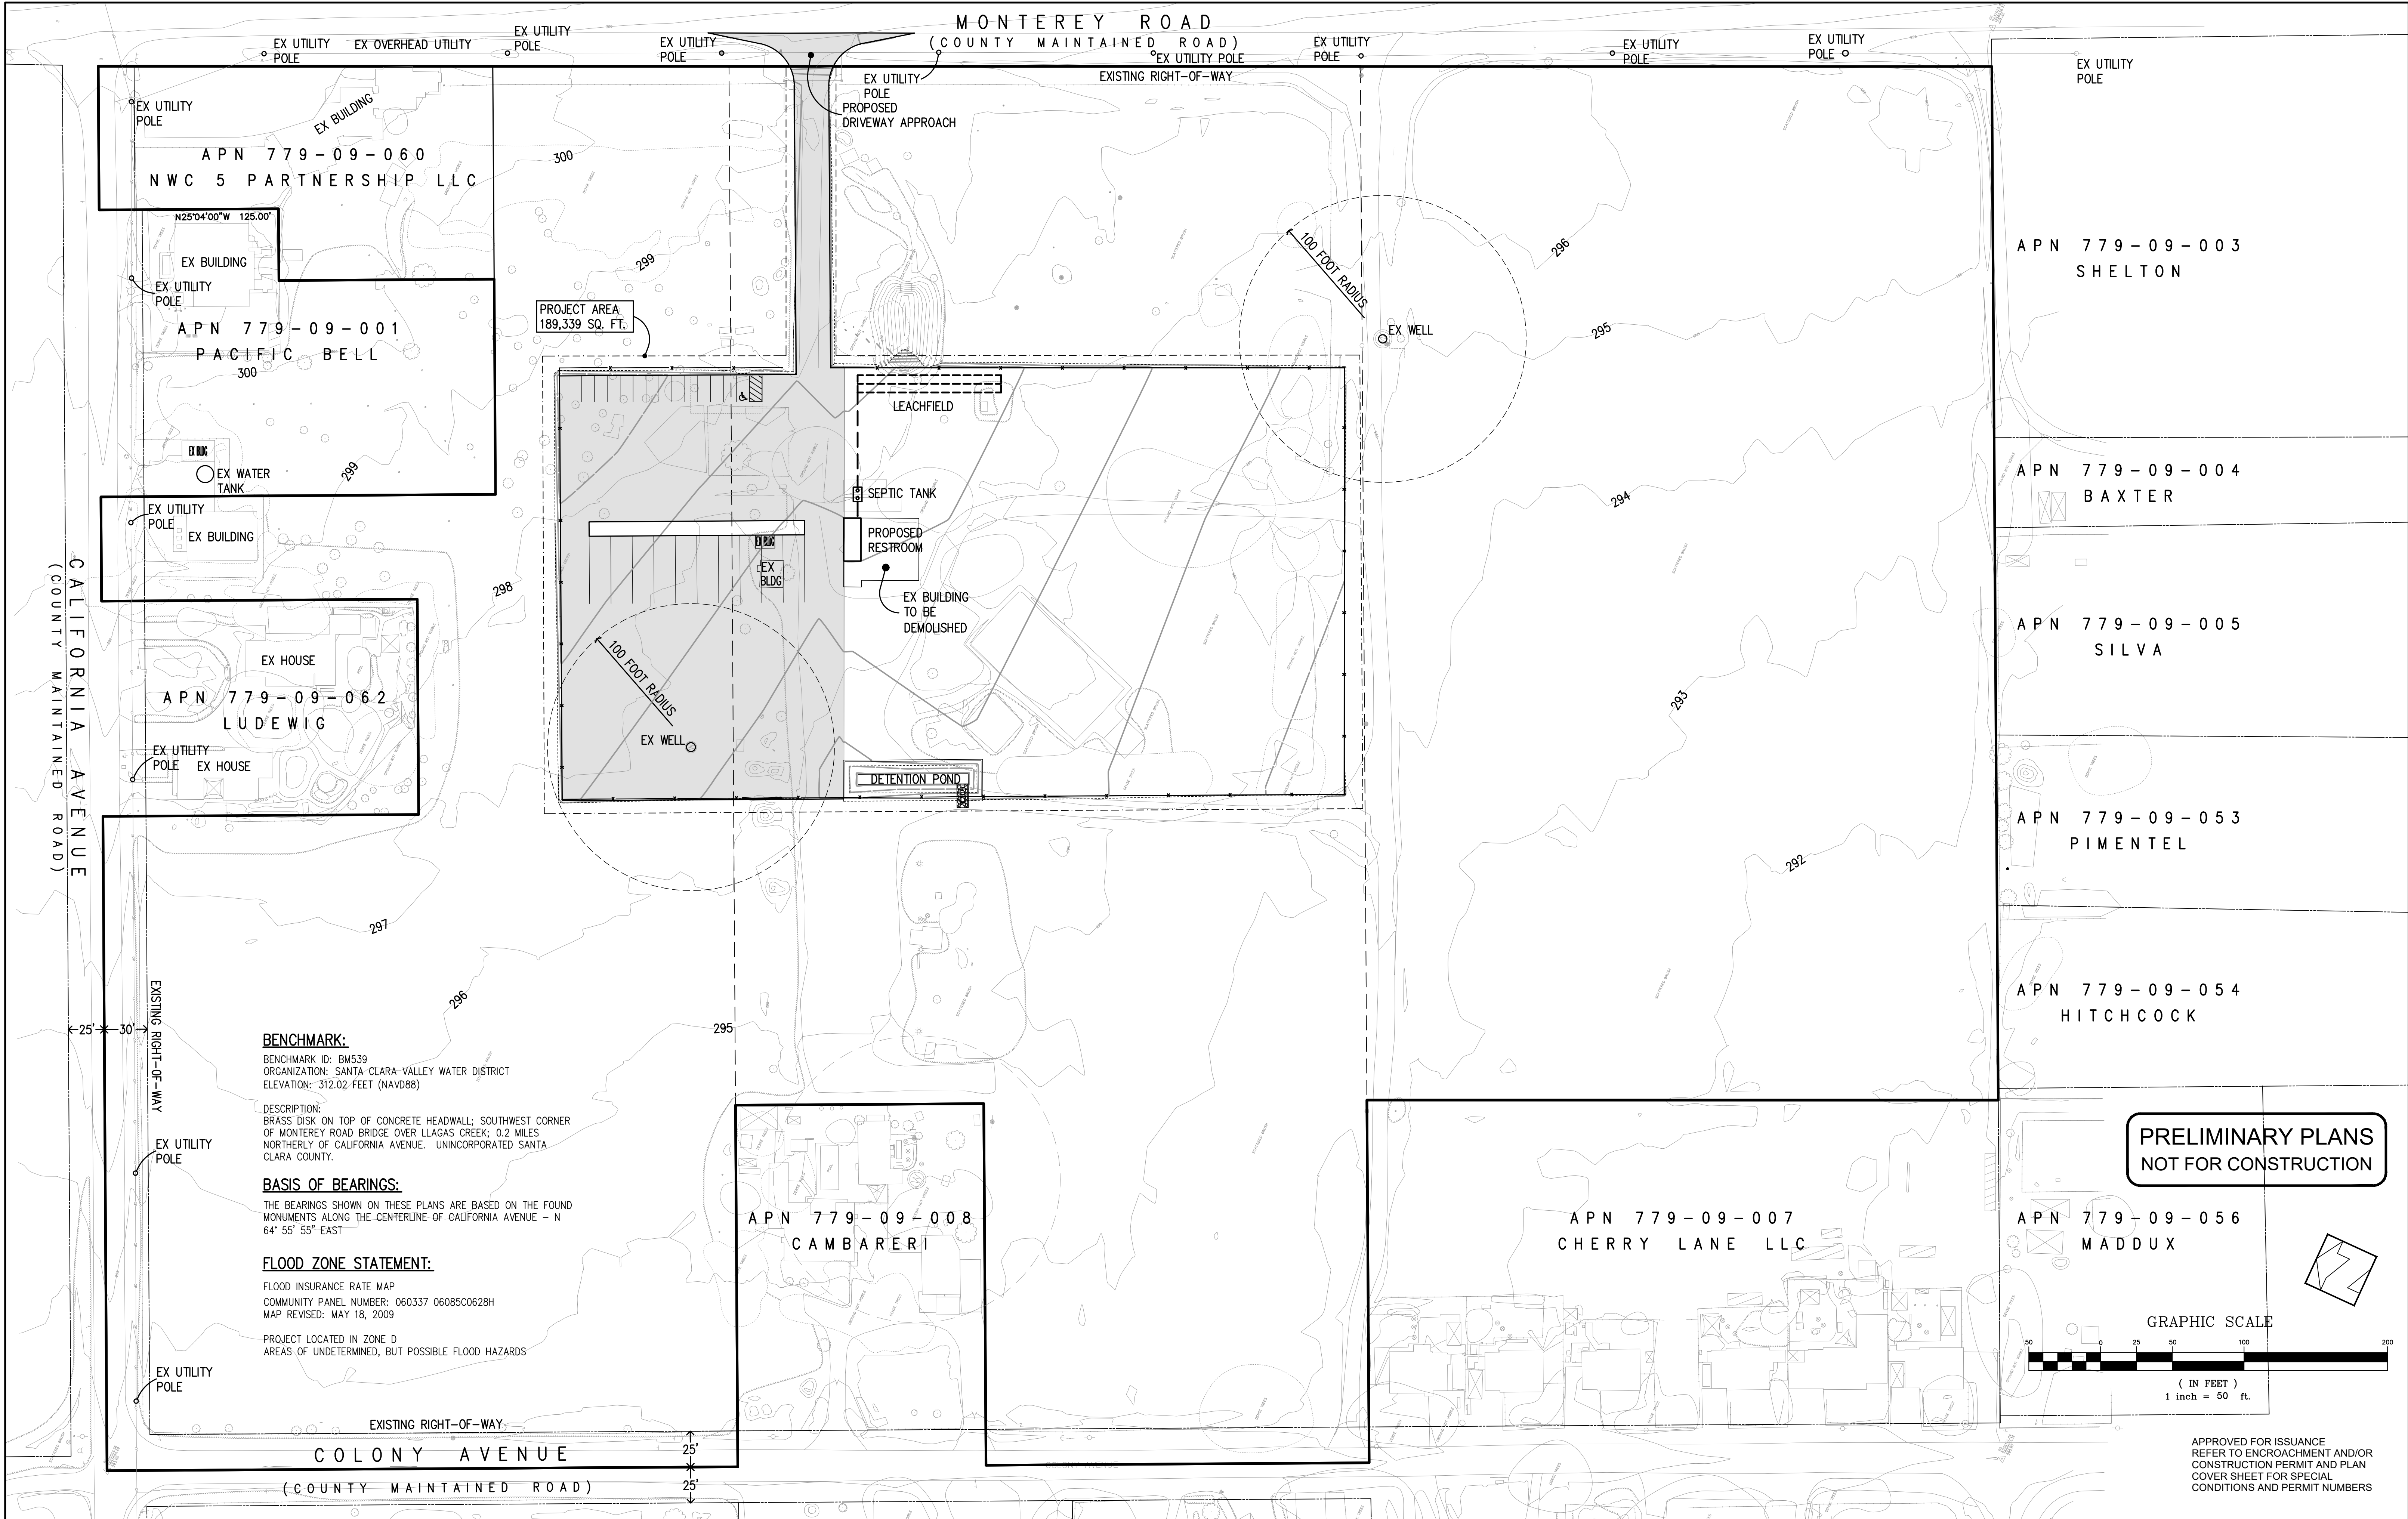 MONTEREY ROAD
(COUNTY MAINTAINED ROAD)
EX UTILITY
POLE
EX OVERHEAD UTILITY
EX UTILITY
POLE
EX UTILITY
POLE
EX UTILITY
POLE
EX UTILITY POLE
EX UTILITY
POLE
EX UTILITY
POLE
EX UTILITY
POLE
EX UTILITY
POLE
EXISTING RIGHT-OF-WAY
PROPOSED
DRIVEWAY APPROACH
EX UTILITY
POLE
EX BUILDING
APN 779-09-060
NWC 5 PARTNERSHIP LLC
300
N25°04'00"W 125.00'
EX BUILDING
EX UTILITY
POLE
299
APN 779-09-001
PACIFIC BELL
300
PROJECT AREA
189,339 SQ. FT.
100 FOOT RADIUS
EX WELL
296
295
294
293
292
APN 779-09-003
SHELTON
APN 779-09-004
BAXTER
APN 779-09-005
SILVA
APN 779-09-053
PIMENTEL
APN 779-09-054
HITCHCOCK
APN 779-09-056
MADDUX
LEACHFIELD
SEPTIC TANK
PROPOSED
RESTROOM
EX BUILDING
TO BE
DEMOLISHED
EX BLDG
EX
BLDG
EX BLDG
EX WATER
TANK
299
EX UTILITY
POLE
EX BUILDING
298
CALIFORNIA AVENUE
(COUNTY MAINTAINED ROAD)
EX HOUSE
APN 779-09-062
LUDEWIG
EX UTILITY
POLE
EX HOUSE
100 FOOT RADIUS
EX WELL
DETENTION POND
297
296
295
25'
30'
EXISTING RIGHT-OF-WAY
BENCHMARK:
BENCHMARK ID: BM539
ORGANIZATION: SANTA CLARA VALLEY WATER DISTRICT
ELEVATION: 312.02 FEET (NAVD88)
DESCRIPTION:
BRASS DISK ON TOP OF CONCRETE HEADWALL; SOUTHWEST CORNER
OF MONTEREY ROAD BRIDGE OVER LLAGAS CREEK; 0.2 MILES
NORTHERLY OF CALIFORNIA AVENUE. UNINCORPORATED SANTA
CLARA COUNTY.
BASIS OF BEARINGS:
THE BEARINGS SHOWN ON THESE PLANS ARE BASED ON THE FOUND
MONUMENTS ALONG THE CENTERLINE OF CALIFORNIA AVENUE – N
64° 55' 55" EAST
FLOOD ZONE STATEMENT:
FLOOD INSURANCE RATE MAP
COMMUNITY PANEL NUMBER: 060337 06085C0628H
MAP REVISED: MAY 18, 2009
PROJECT LOCATED IN ZONE D
AREAS OF UNDETERMINED, BUT POSSIBLE FLOOD HAZARDS
EX UTILITY
POLE
EX UTILITY
POLE
EXISTING RIGHT-OF-WAY
COLONY AVENUE
(COUNTY MAINTAINED ROAD)
25'
25'
COLONY AVENUE
APN 779-09-008
CAMBARERI
APN 779-09-007
CHERRY LANE LLC
PRELIMINARY PLANS
NOT FOR CONSTRUCTION
GRAPHIC SCALE
50 0 25 50 100 200
( IN FEET )
1 inch = 50 ft.
APPROVED FOR ISSUANCE
REFER TO ENCROACHMENT AND/OR
CONSTRUCTION PERMIT AND PLAN
COVER SHEET FOR SPECIAL
CONDITIONS AND PERMIT NUMBERS